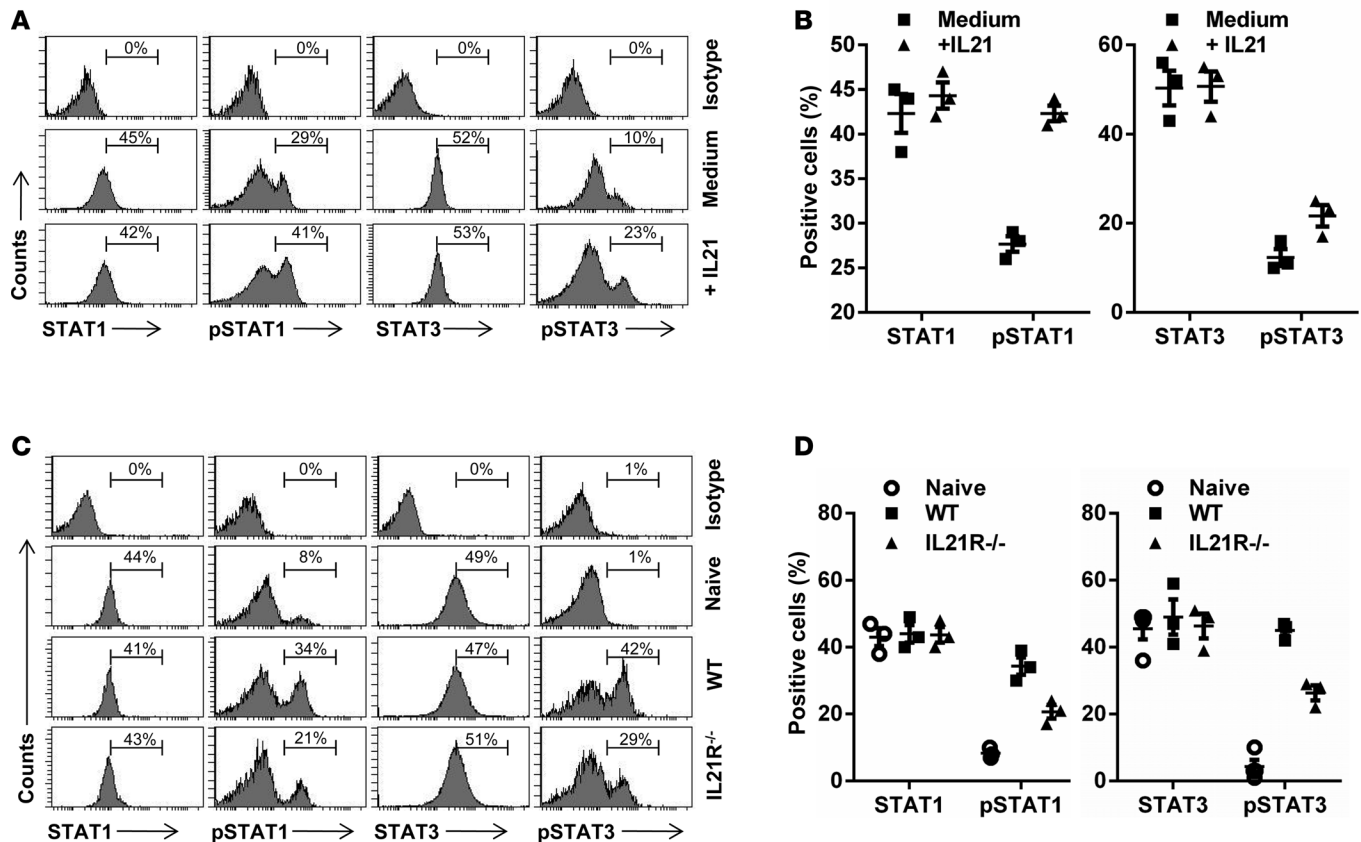 A
0% 0% 0% 0% Isotype
45% 29% 52% 10% Medium
42% 41% 53% 23% + IL21
Counts
STAT1 pSTAT1 STAT3 pSTAT3
B
Medium
+IL21
Positive cells (%)
50
45
40
35
30
25
20
STAT1 pSTAT1
Medium
+ IL21
60
40
20
0
STAT3 pSTAT3
C
0% 0% 0% 1% Isotype
44% 8% 49% 1% Naive
41% 34% 47% 42% WT
43% 21% 51% 29% IL21R-/-
Counts
STAT1 pSTAT1 STAT3 pSTAT3
D
Naive
WT
IL21R-/-
Positive cells (%)
80
60
40
20
0
STAT1 pSTAT1
Naive
WT
IL21R-/-
80
60
40
20
0
STAT3 pSTAT3